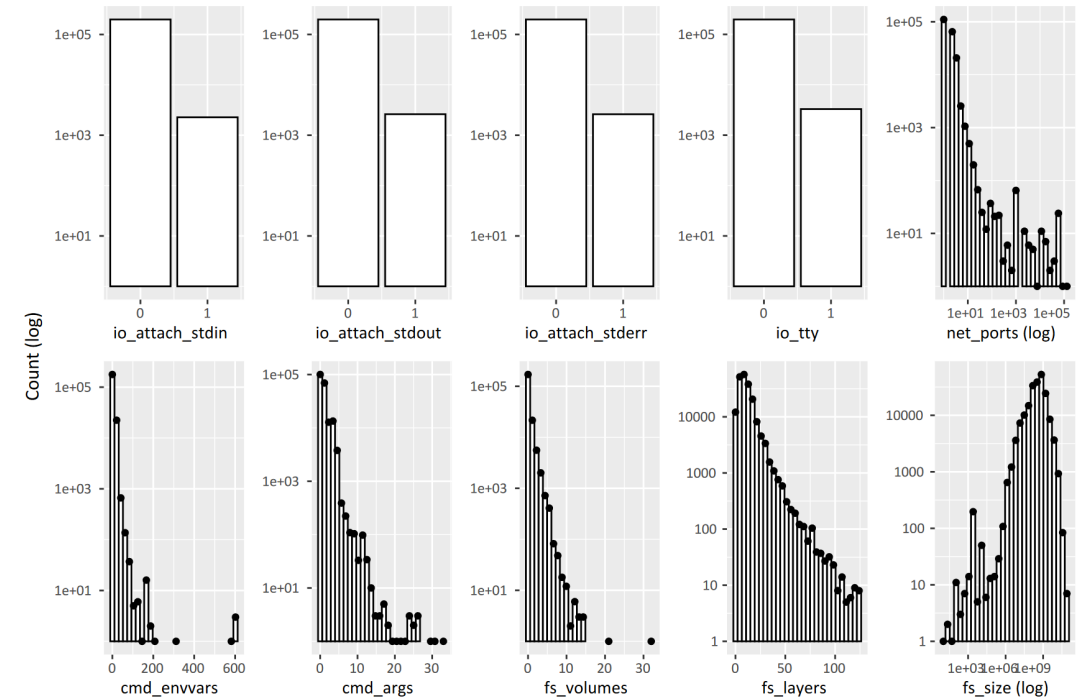 Count (log)
1e+05
1e+03
1e+01
0 1
io_attach_stdin
1e+05
1e+03
1e+01
0 1
io_attach_stdout
1e+05
1e+03
1e+01
0 1
io_attach_stderr
1e+05
1e+03
1e+01
0 1
io_tty
1e+05
1e+03
1e+01
1e+01 1e+03 1e+05
net_ports (log)
1e+05
1e+03
1e+01
0 200 400 600
cmd_envvars
1e+05
1e+03
1e+01
0 10 20 30
cmd_args
1e+05
1e+03
1e+01
0 10 20 30
fs_volumes
10000
1000
100
10
1
0 50 100
fs_layers
10000
1000
100
10
1
1e+03 1e+06 1e+09
fs_size (log)